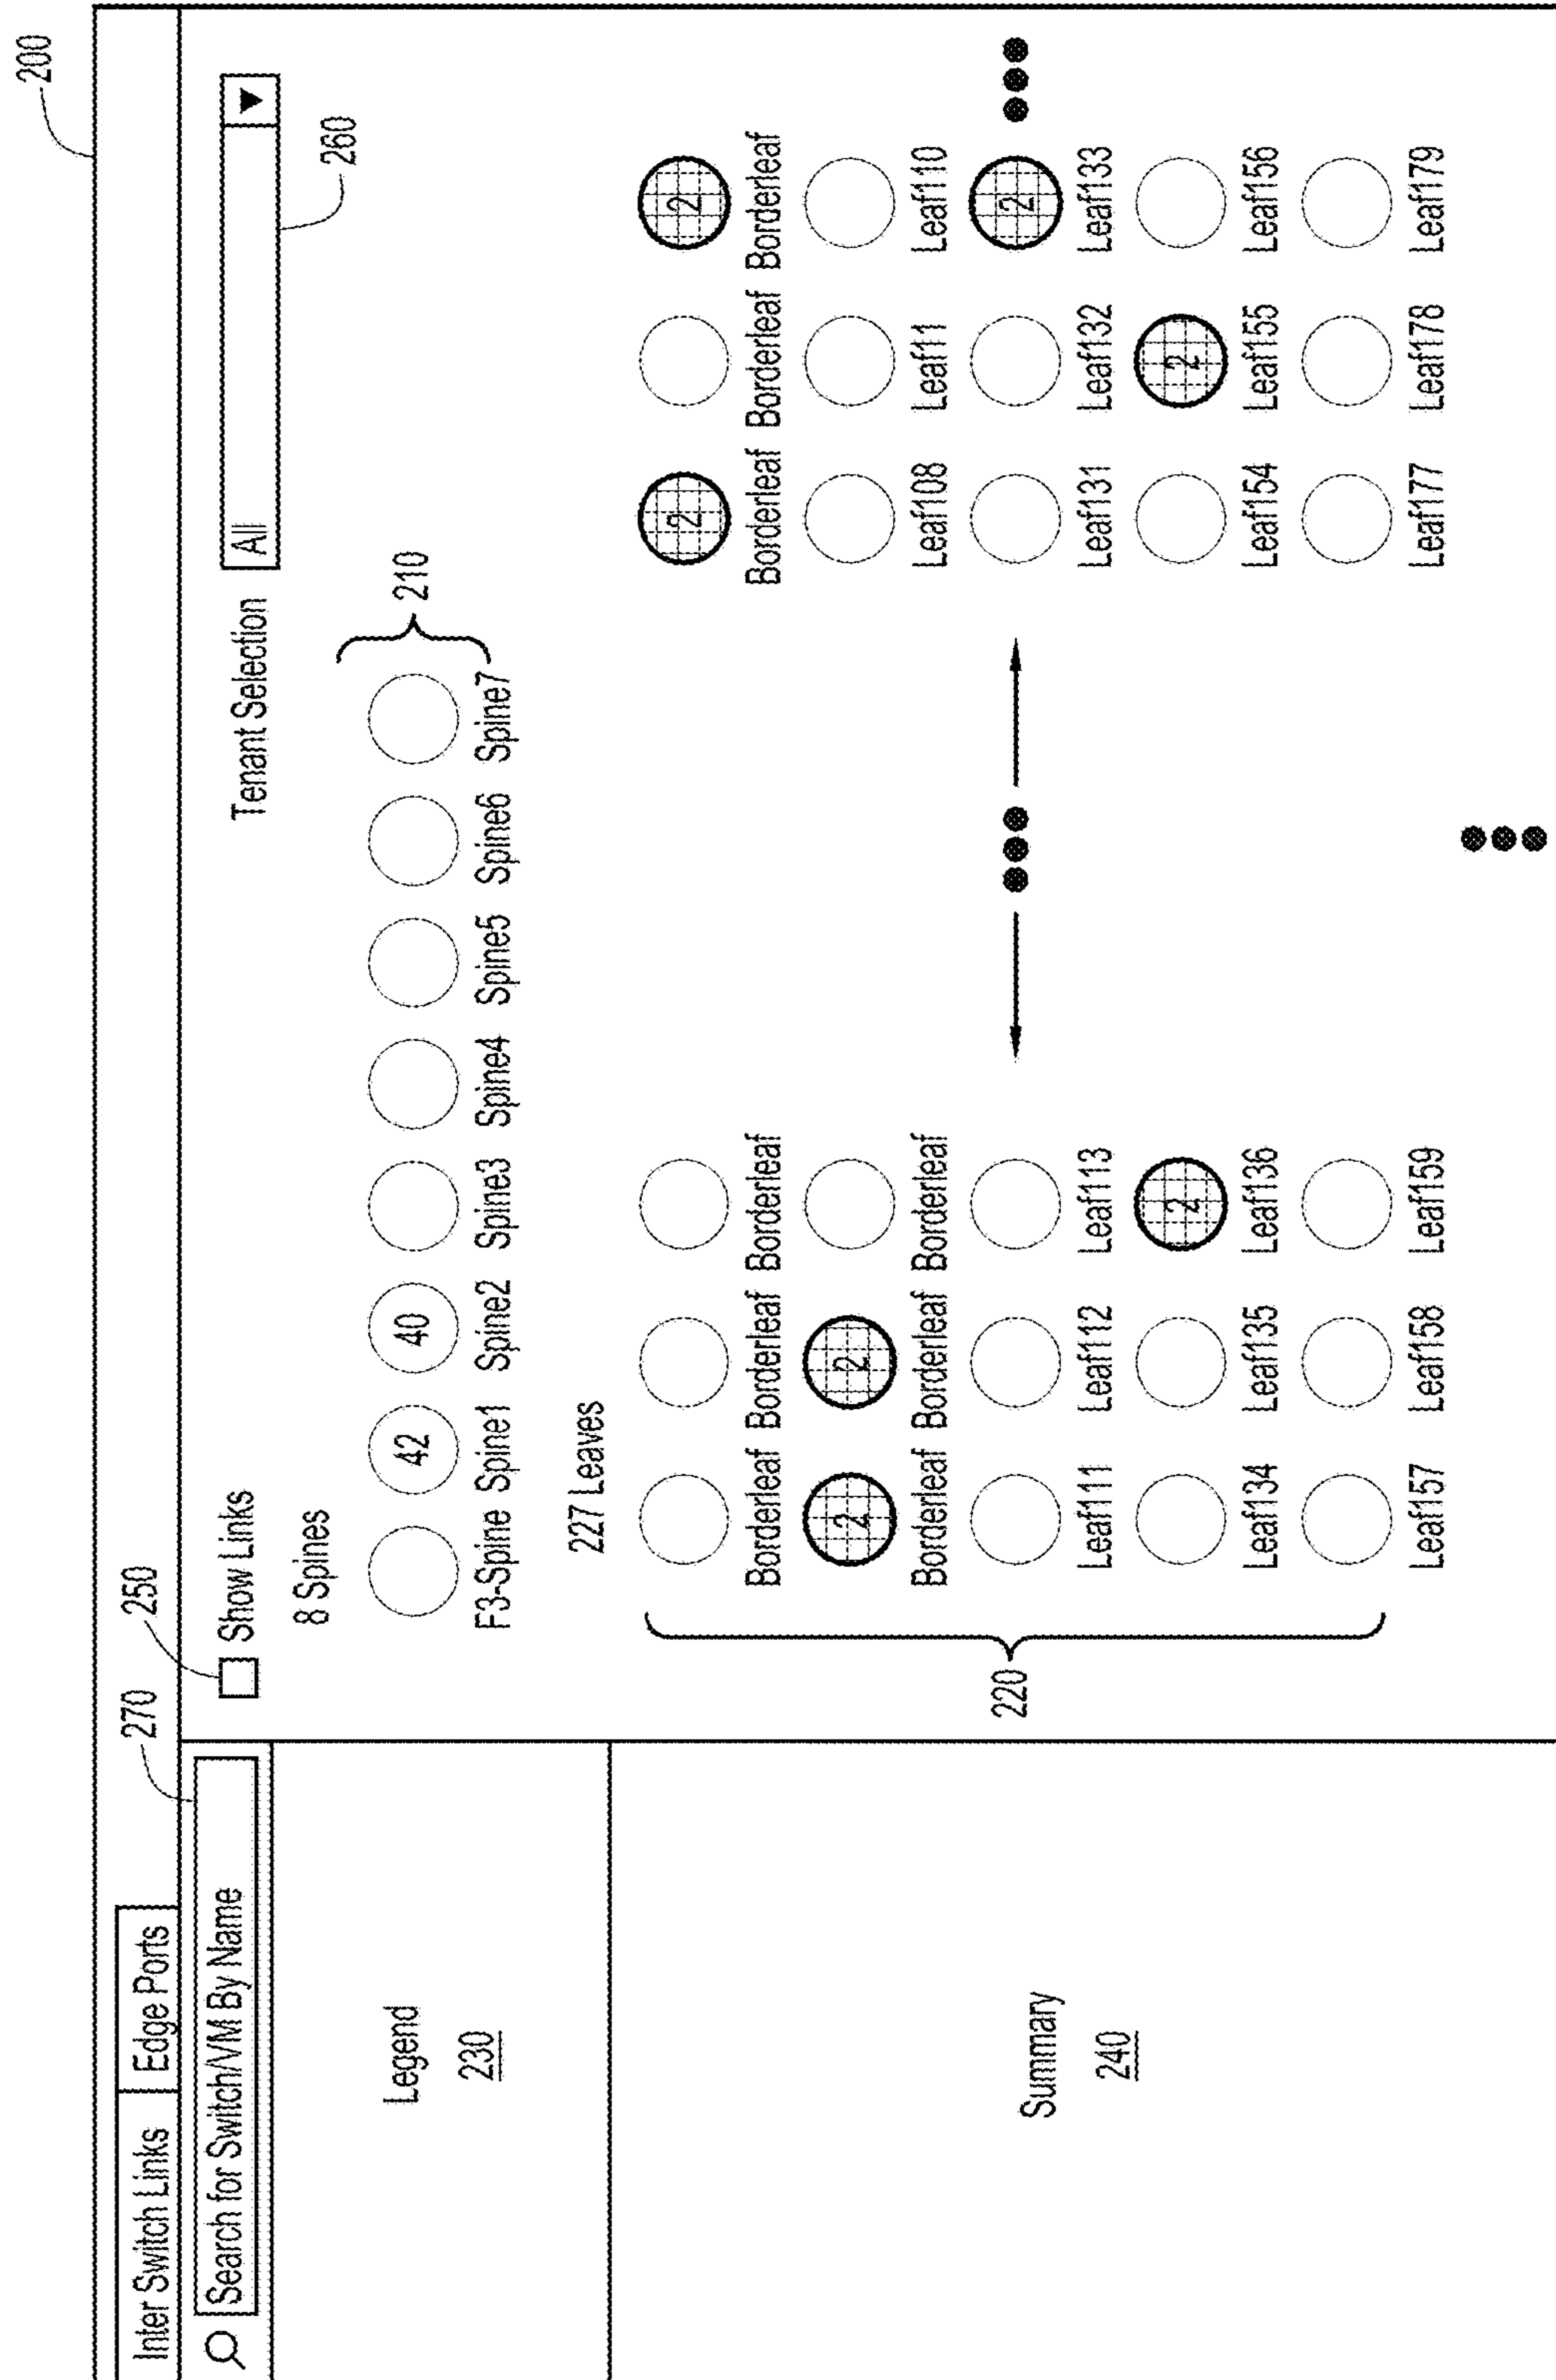 200
Inter Switch Links Edge Ports
270
250
Search for Switch/VM By Name
Show Links
Tenant Selection All
260
8 Spines
42 40
210
F3-Spine Spine1 Spine2 Spine3 Spine4 Spine5 Spine6 Spine7
Legend
230
227 Leaves
2 2
Borderleaf Borderleaf Borderleaf Borderleaf Borderleaf Borderleaf
2 2
Borderleaf Borderleaf Borderleaf Leaf108 Leaf11 Leaf110
220
2
Leaf111 Leaf112 Leaf113 Leaf131 Leaf132 Leaf133
2 2
Leaf134 Leaf135 Leaf136 Leaf154 Leaf155 Leaf156
Leaf157 Leaf158 Leaf159 Leaf177 Leaf178 Leaf179
Summary
240